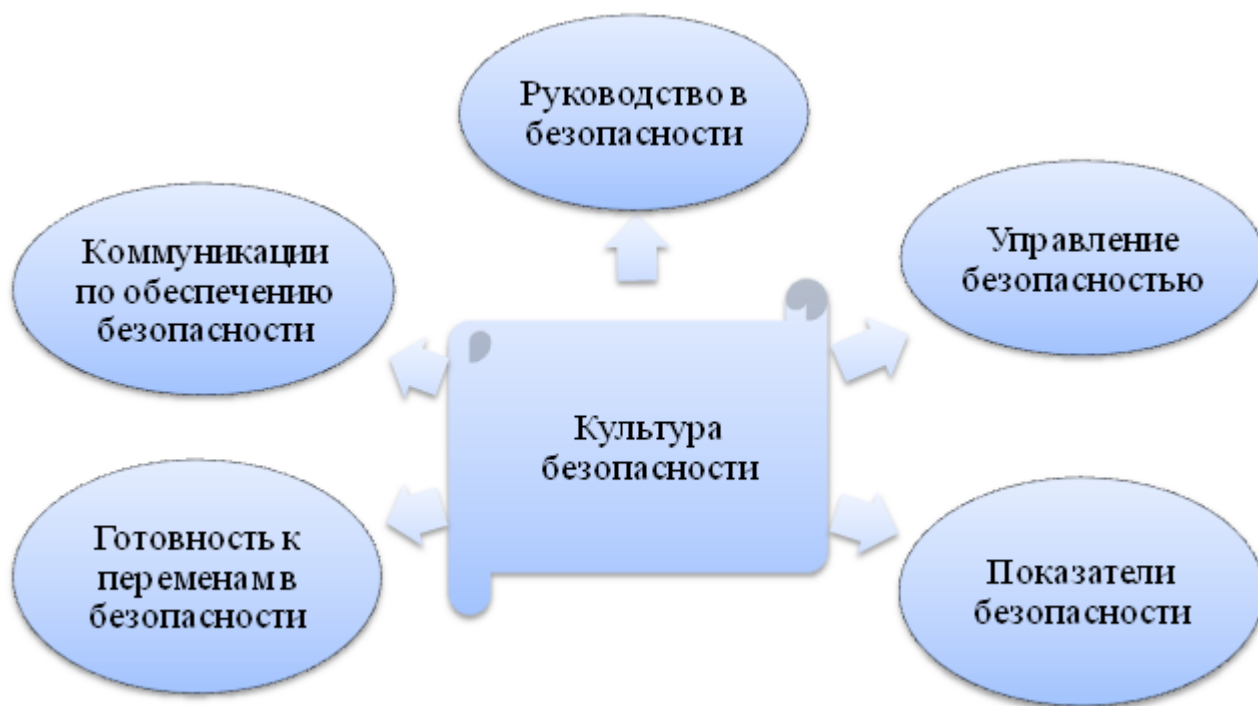 Руководство в
безопасности
Коммуникации
по обеспечению
безопасности
Управление
безопасностью
Культура
безопасности
Готовность к
переменам в
безопасности
Показатели
безопасности